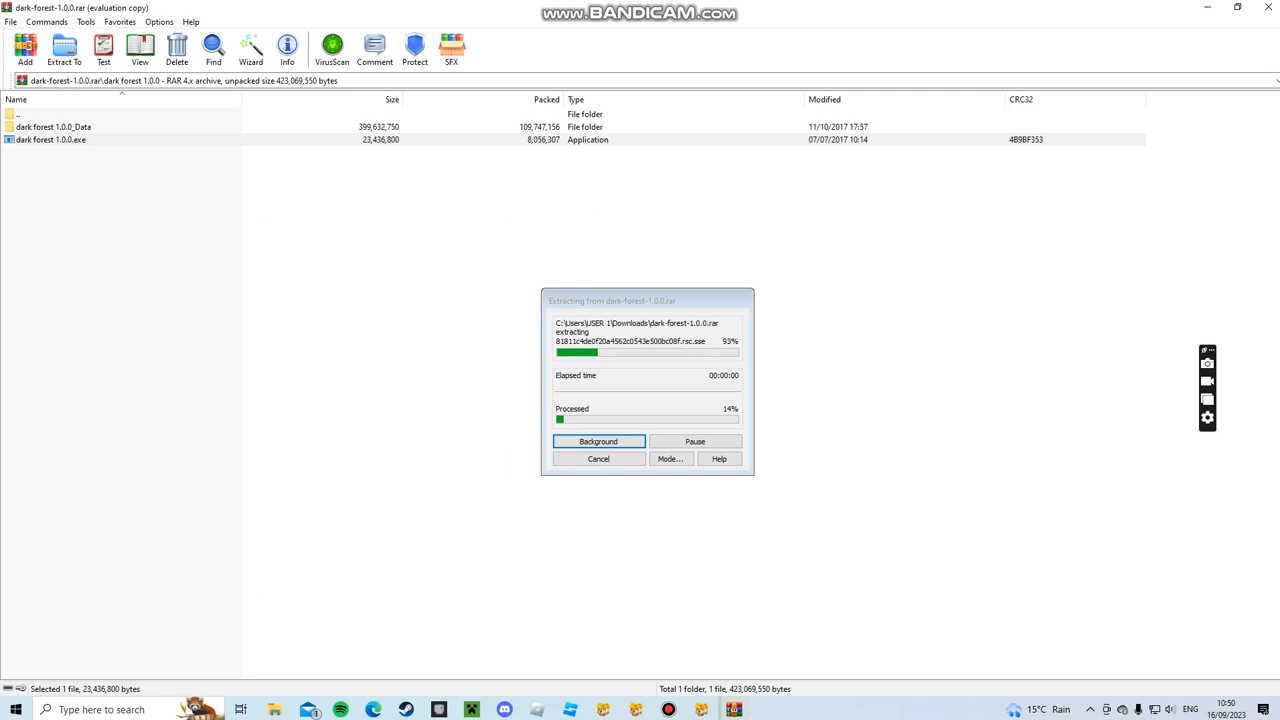 dark-forest-1.0.0.rar (evaluation copy)
www.BANDICAM.com
File Commands Tools Favorites Options Help
Add Extract To Test View Delete Find Wizard Info VirusScan Comment Protect SFX
dark-forest-1.0.0.rar\dark forest 1.0.0 - RAR 4.x archive, unpacked size 423,069,550 bytes
Name Size Packed Type Modified CRC32
.. File folder
dark forest 1.0.0_Data 399,632,750 109,747,156 File folder 11/10/2017 17:57
dark forest 1.0.0.exe 23,436,800 8,056,307 Application 07/07/2017 10:14 4B9BF353
Extracting from dark-forest-1.0.0.rar
C:\Users\USER 1\Downloads\dark-forest-1.0.0.rar
extracting
81811c4de0f20a4562c0543e500bc08f.rsc.sse 93%
Elapsed time 00:00:00
Processed 14%
Background Pause
Cancel Mode... Help
Selected 1 file, 23,436,800 bytes Total 1 folder, 1 file, 423,069,550 bytes
Type here to search 15°C Rain ENG 10:50
16/09/2023